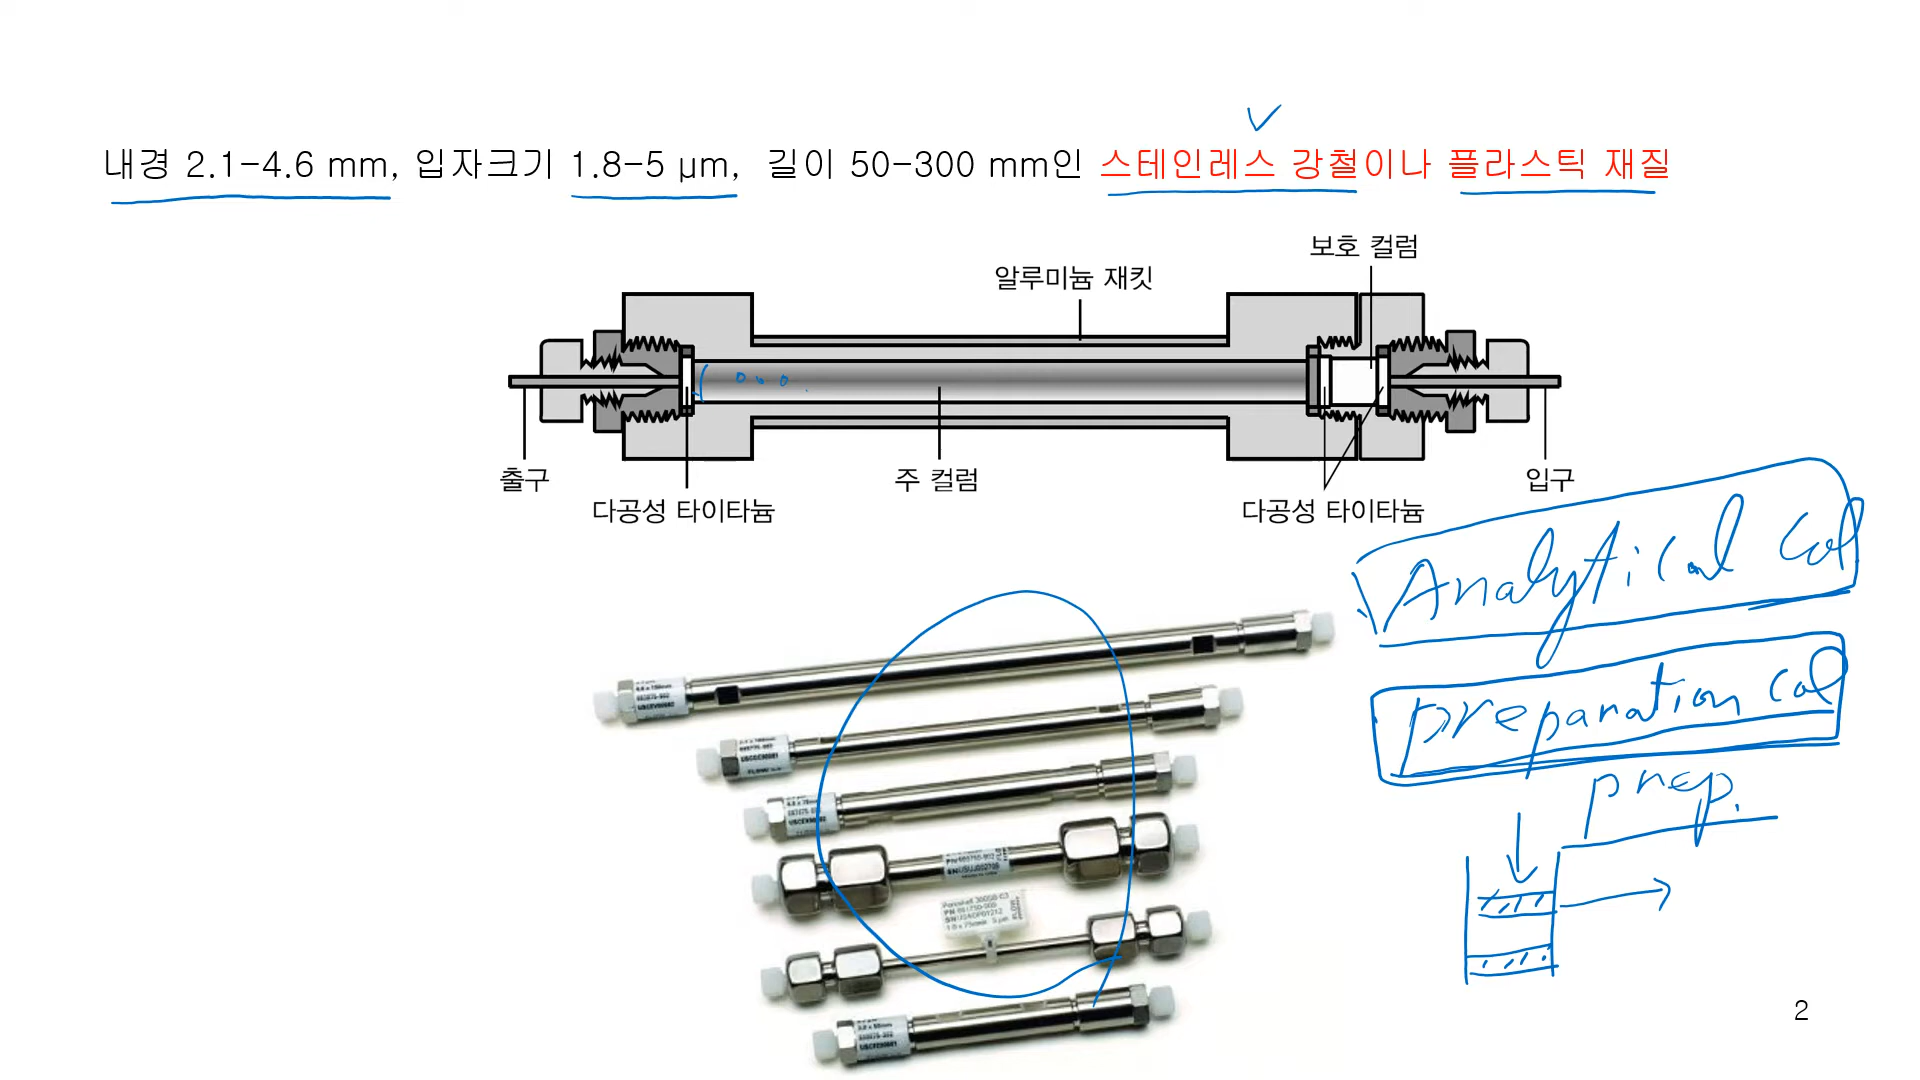 내경 2.1-4.6 mm, 입자크기 1.8-5 μm, 길이 50-300 mm인 스테인레스 강철이나 플라스틱 재질
보호 컬럼
알루미늄 재킷
출구
주 컬럼
입구
다공성 타이타늄
다공성 타이타늄
Analytical Col
preparation col
prep.
2